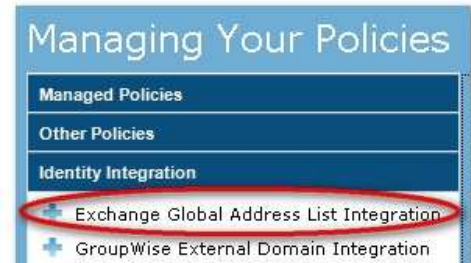 Managing Your Policies
Managed Policies
Other Policies
Identity Integration
Exchange Global Address List Integration
GroupWise External Domain Integration